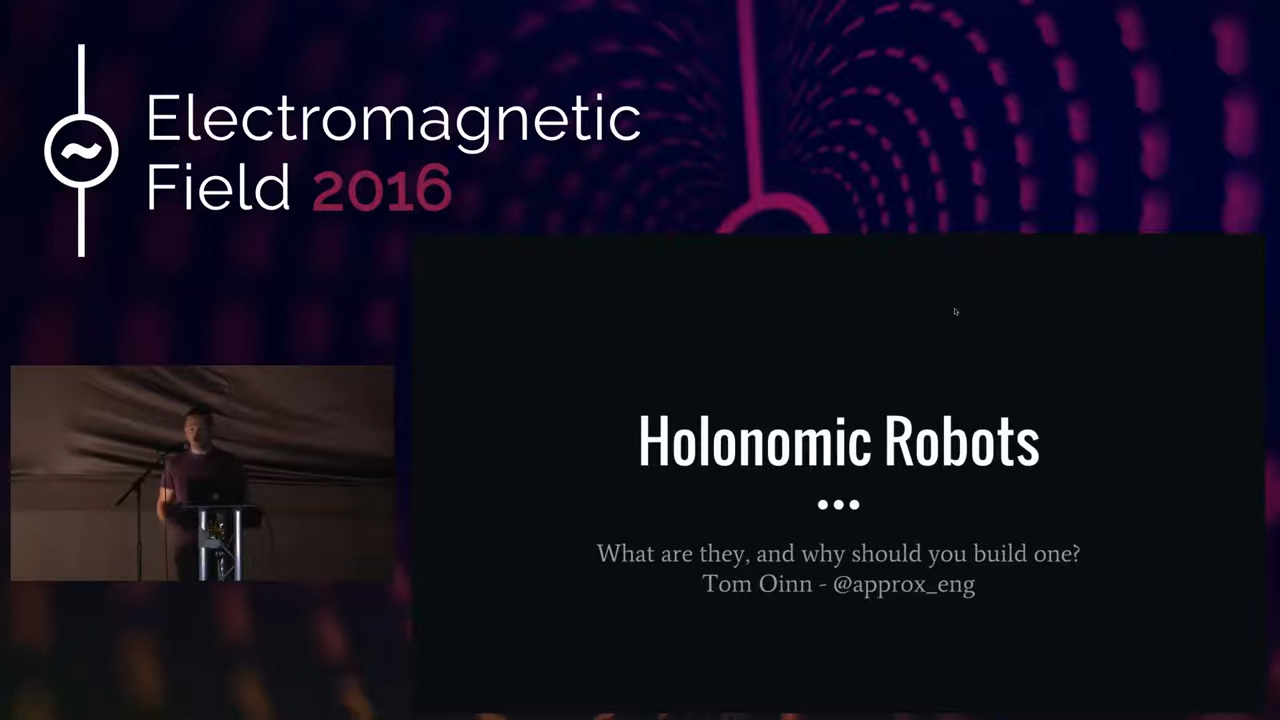 Electromagnetic
Field 2016
Holonomic Robots
What are they, and why should you build one?
Tom Oinn - @approx_eng